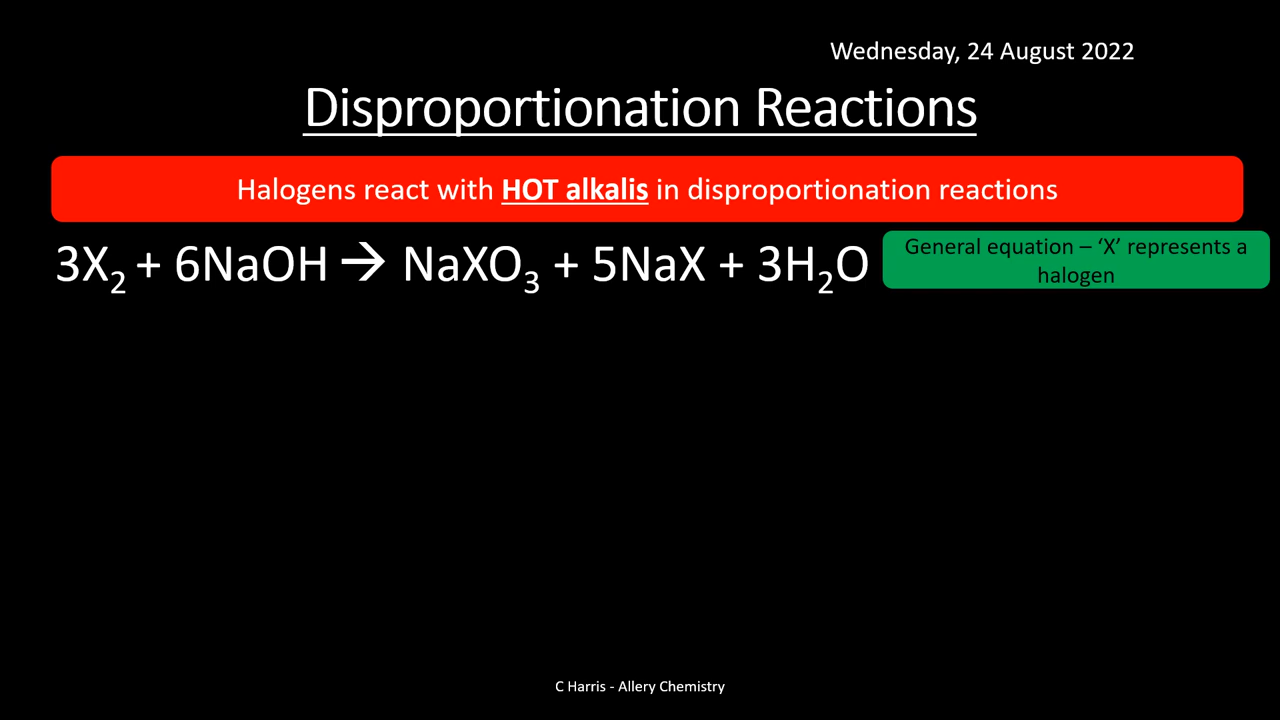 Wednesday, 24 August 2022
Disproportionation Reactions
Halogens react with HOT alkalis in disproportionation reactions
3X₂ + 6NaOH → NaXO₃ + 5NaX + 3H₂O
General equation – ‘X’ represents a
halogen
C Harris - Allery Chemistry